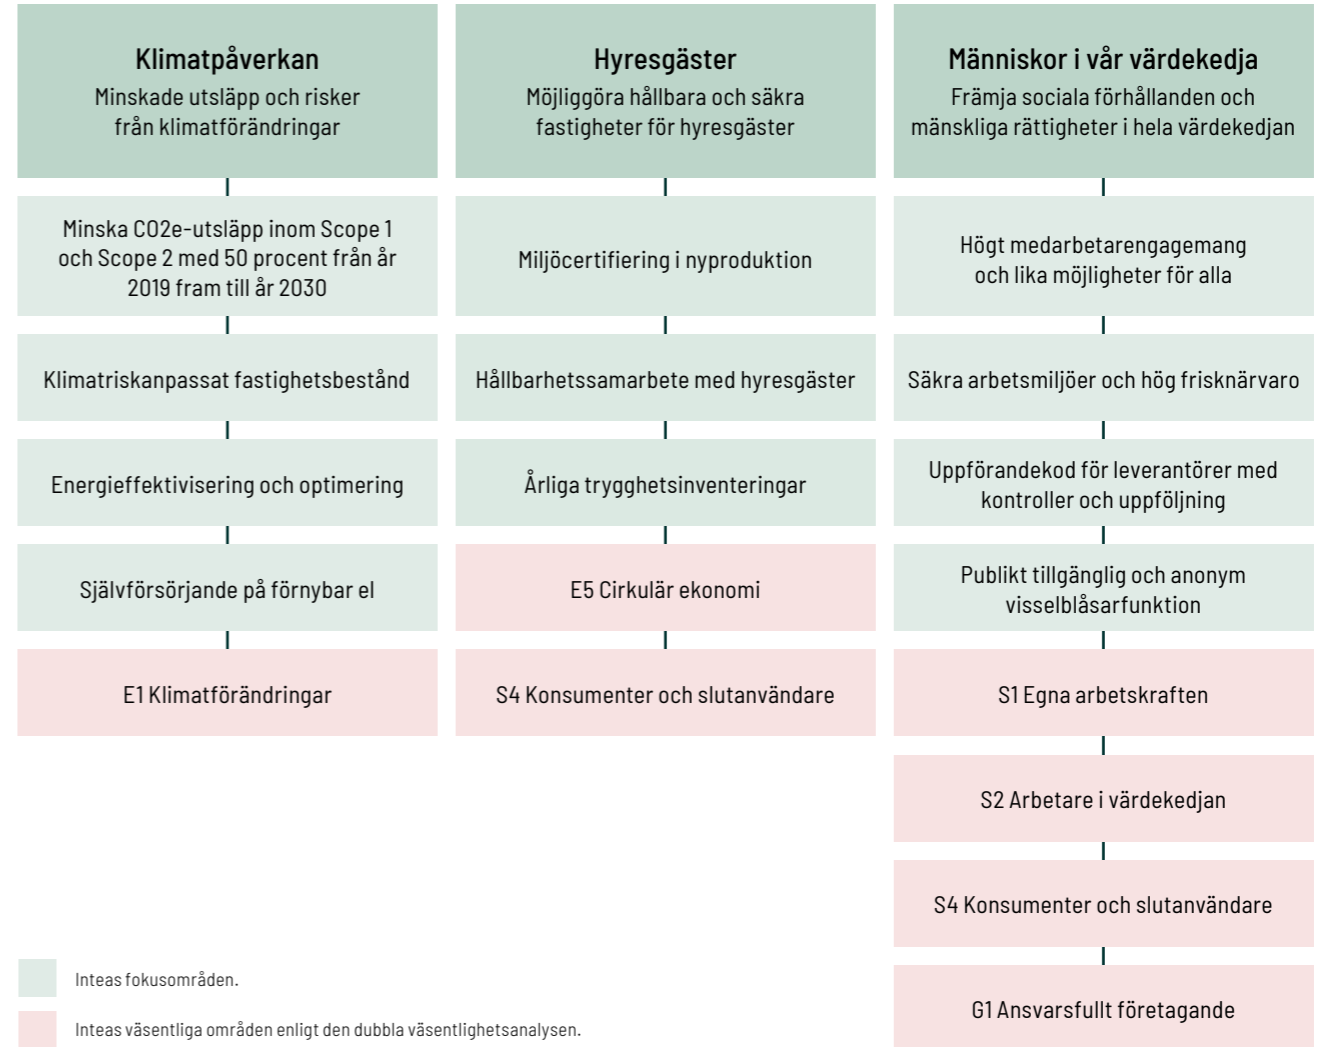 Klimatpåverkan
Minskade utsläpp och risker
från klimatförändringar
Minska CO2e-utsläpp inom Scope 1
och Scope 2 med 50 procent från år
2019 fram till år 2030
Klimatriskanpassat fastighetsbestånd
Energieffektivisering och optimering
Självförsörjande på förnybar el
E1 Klimatförändringar
Hyresgäster
Möjliggöra hållbara och säkra
fastigheter för hyresgäster
Miljöcertifiering i nyproduktion
Hållbarhetssamarbete med hyresgäster
Årliga trygghetsinventeringar
E5 Cirkulär ekonomi
S4 Konsumenter och slutanvändare
Människor i vår värdekedja
Främja sociala förhållanden och
mänskliga rättigheter i hela värdekedjan
Högt medarbetarengagemang
och lika möjligheter för alla
Säkra arbetsmiljöer och hög frisknärvaro
Uppförandekod för leverantörer med
kontroller och uppföljning
Publikt tillgänglig och anonym
visselblåsarfunktion
S1 Egna arbetskraften
S2 Arbetare i värdekedjan
S4 Konsumenter och slutanvändare
G1 Ansvarsfullt företagande
Inteas fokusområden.
Inteas väsentliga områden enligt den dubbla väsentlighetsanalysen.